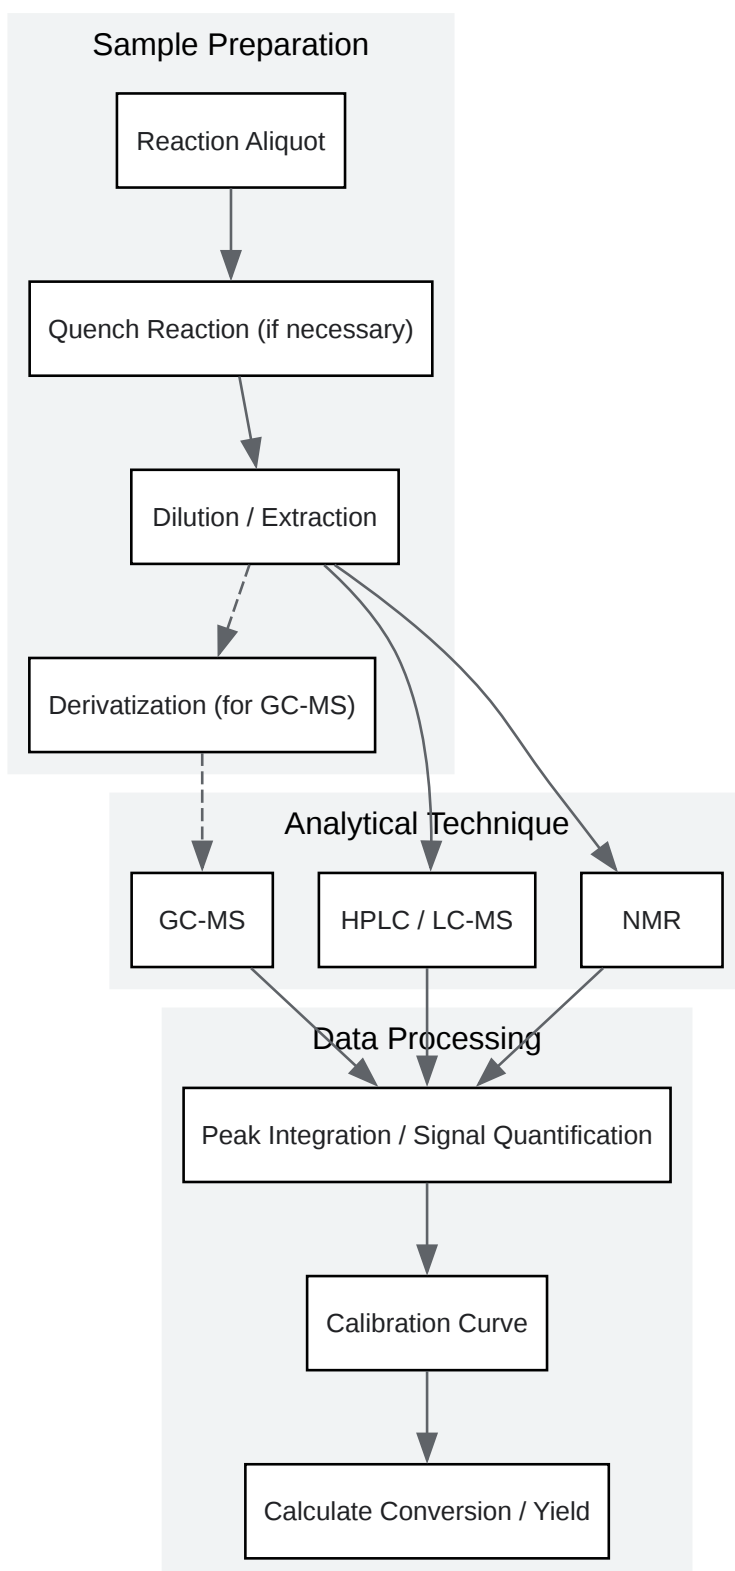 Sample Preparation
Reaction Aliquot
Quench Reaction (if necessary)
Dilution / Extraction
Derivatization (for GC-MS)
Analytical Technique
GC-MS
HPLC / LC-MS
NMR
Data Processing
Peak Integration / Signal Quantification
Calibration Curve
Calculate Conversion / Yield